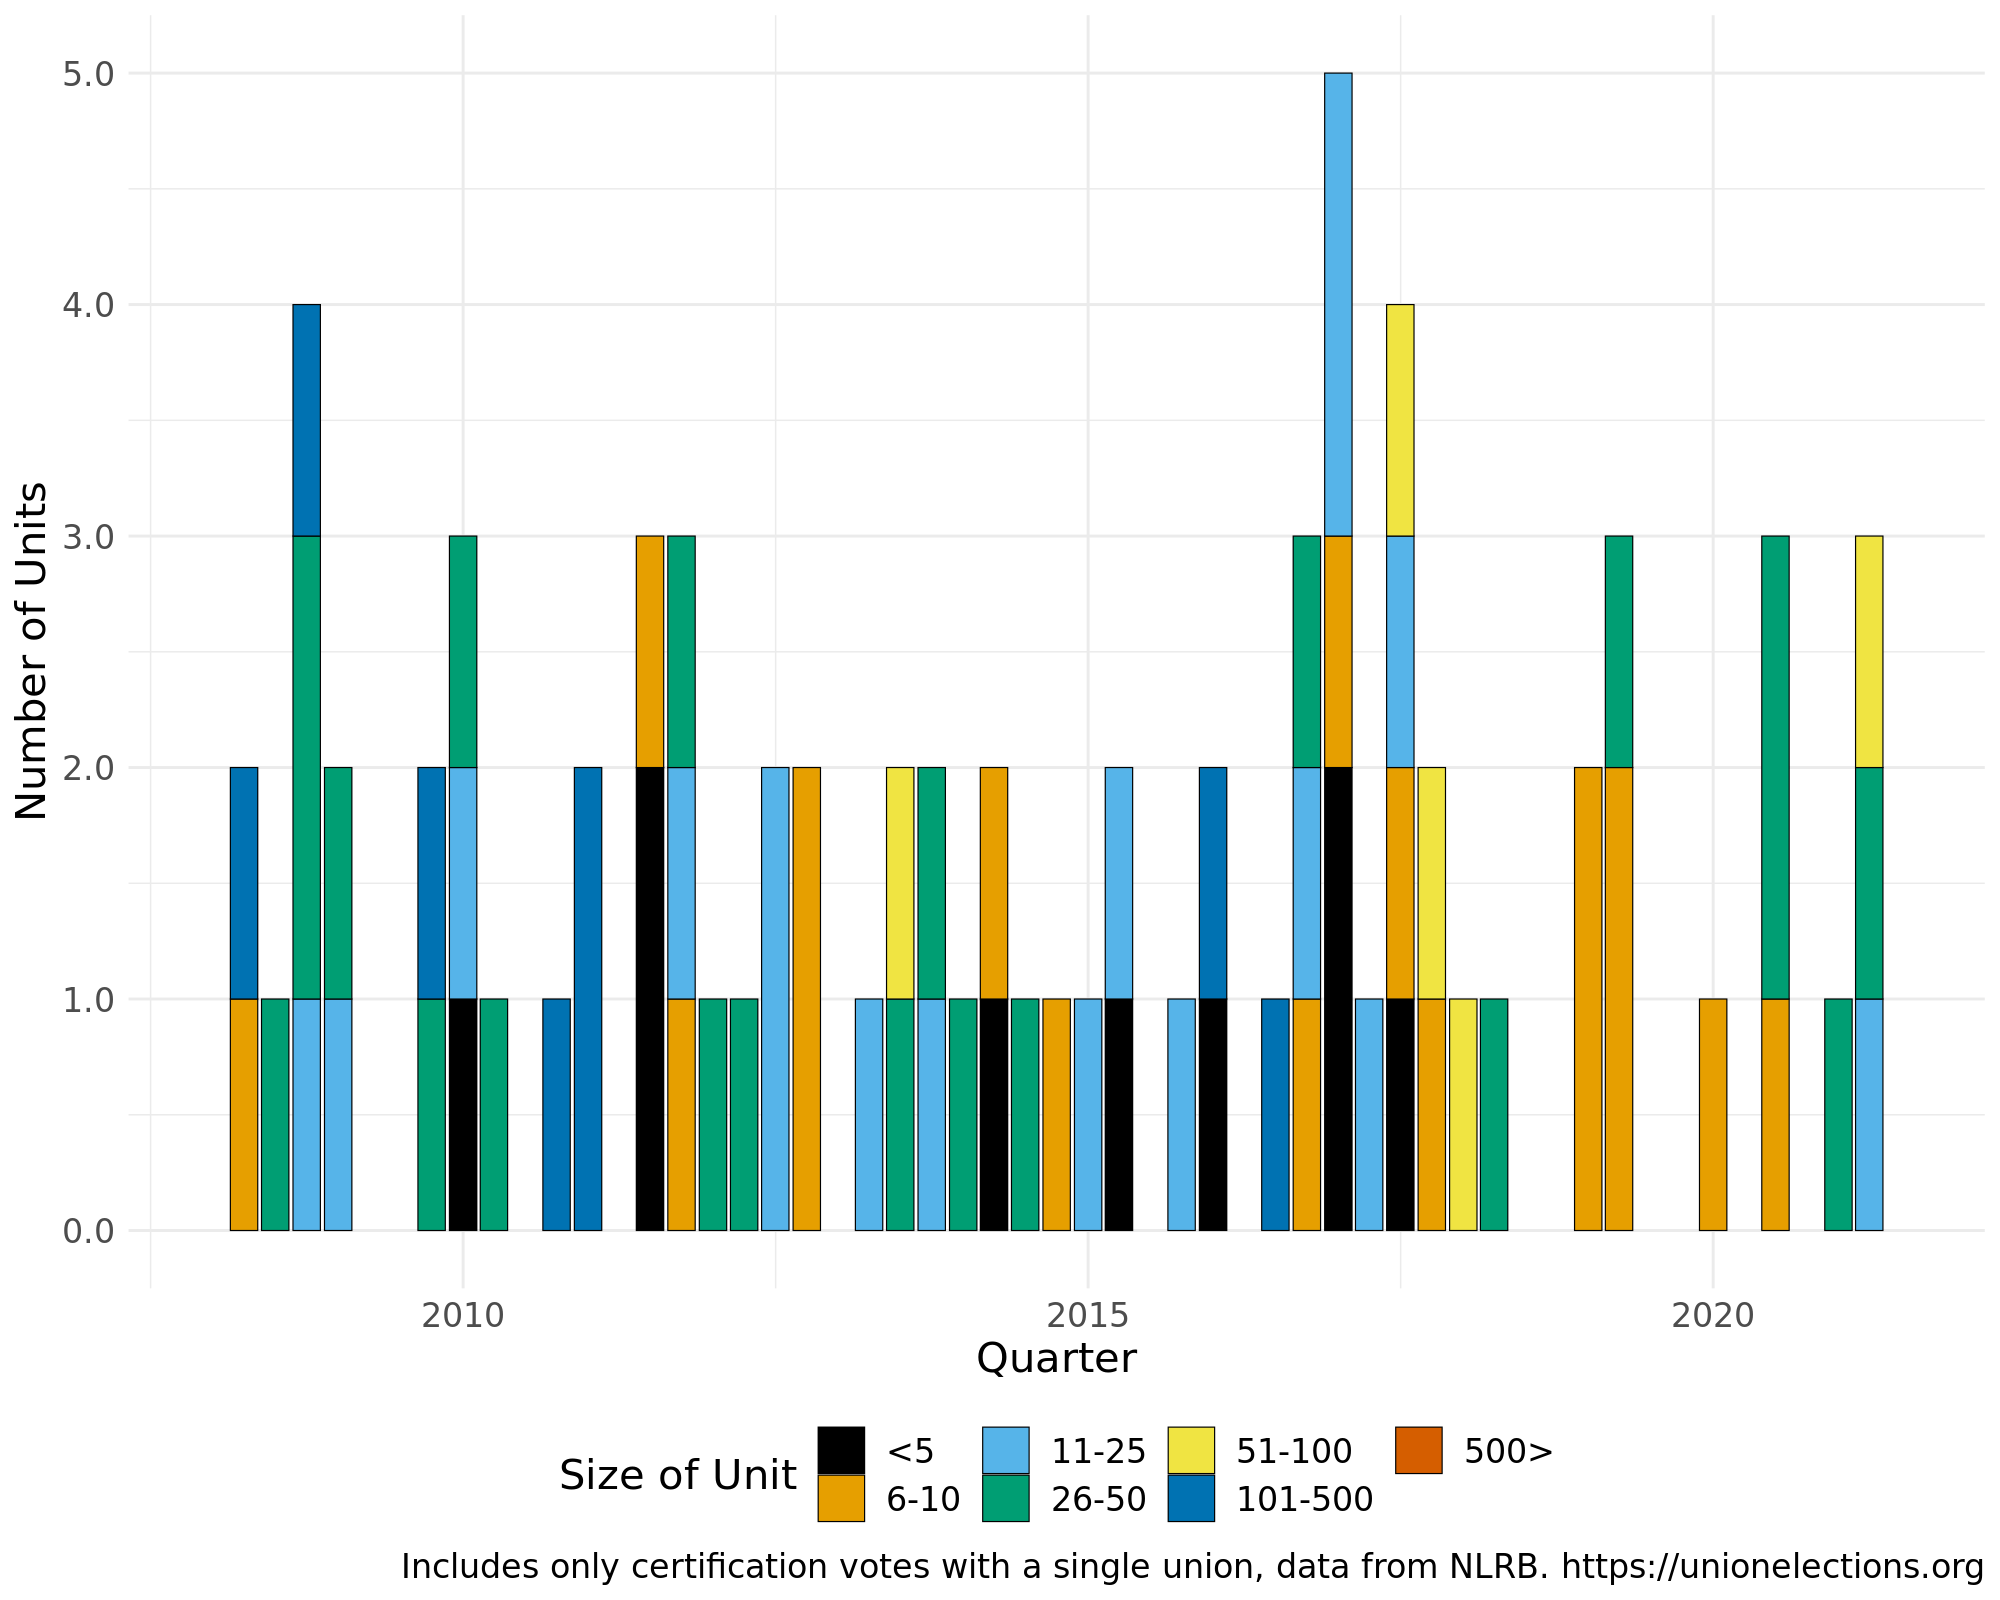 5.0
4.0
3.0
2.0
1.0
0.0
Number of Units
2010 2015 2020
Quarter
Size of Unit
<5 11-25 51-100 500>
6-10 26-50 101-500
Includes only certification votes with a single union, data from NLRB. https://unionelections.org